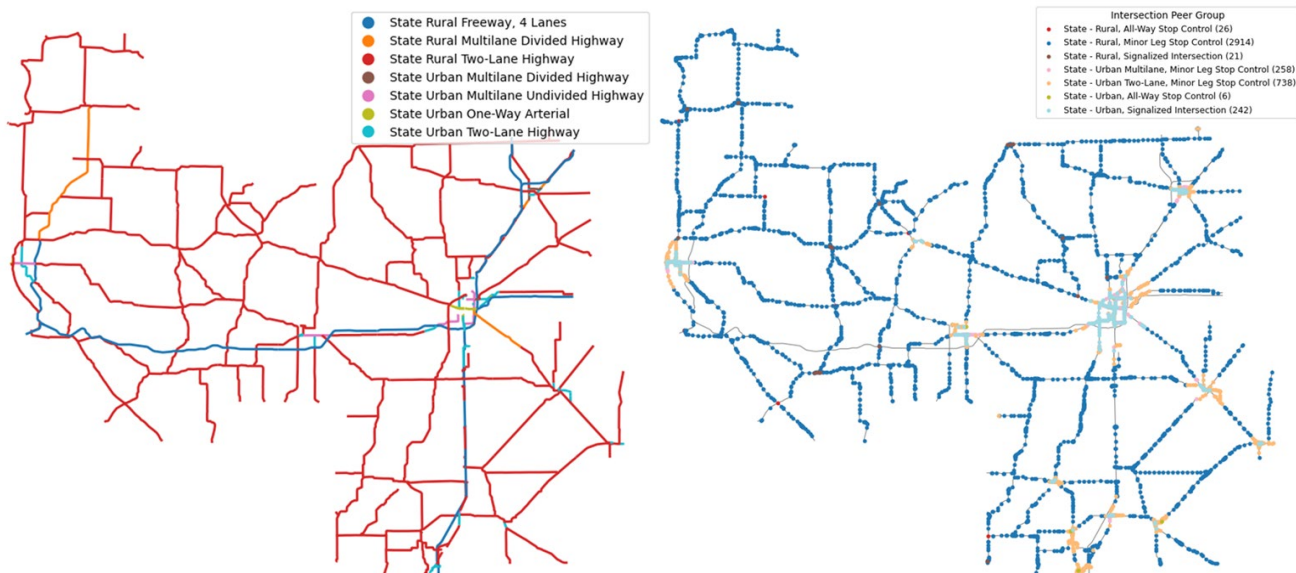 State Rural Freeway, 4 Lanes
State Rural Multilane Divided Highway
State Rural Two-Lane Highway
State Urban Multilane Divided Highway
State Urban Multilane Undivided Highway
State Urban One-Way Arterial
State Urban Two-Lane Highway
Intersection Peer Group
State - Rural, All-Way Stop Control (26)
State - Rural, Minor Leg Stop Control (2914)
State - Rural, Signalized Intersection (21)
State - Urban Multilane, Minor Leg Stop Control (258)
State - Urban Two-Lane, Minor Leg Stop Control (738)
State - Urban, All-Way Stop Control (6)
State - Urban, Signalized Intersection (242)